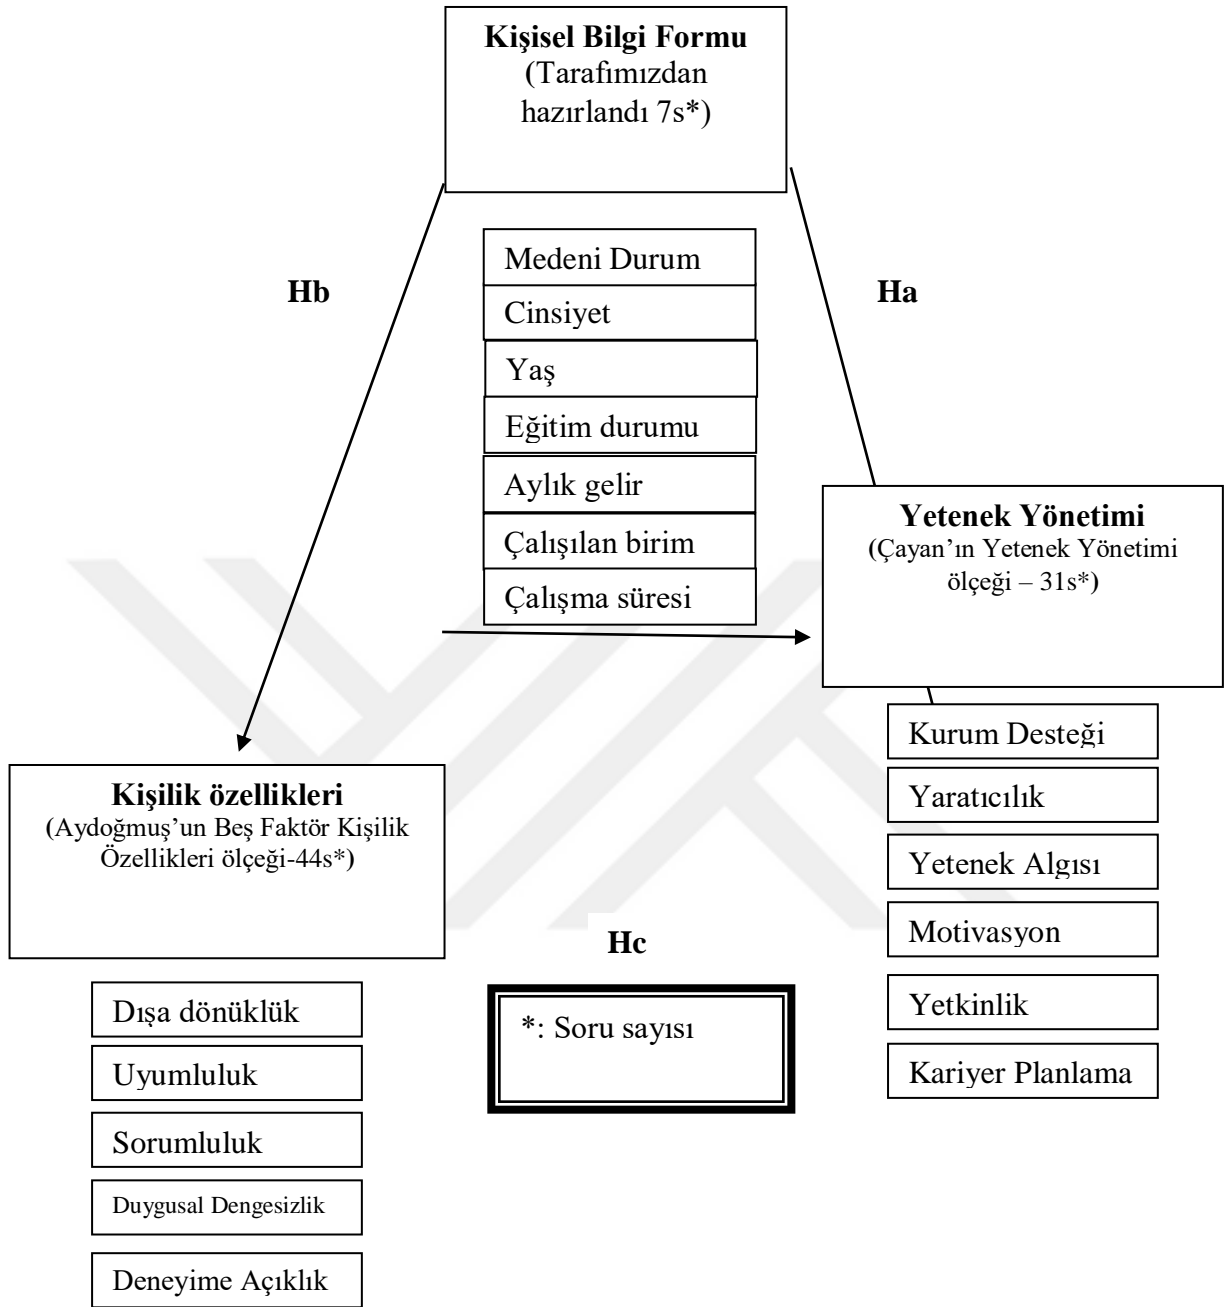 Kişisel Bilgi Formu
(Tarafımızdan
hazırlandı 7s*)
Hb
Ha
Medeni Durum
Cinsiyet
Yaş
Eğitim durumu
Aylık gelir
Çalışılan birim
Çalışma süresi
Yetenek Yönetimi
(Çayan’ın Yetenek Yönetimi
ölçeği – 31s*)
Kurum Desteği
Yaratıcılık
Yetenek Algısı
Motivasyon
Yetkinlik
Kariyer Planlama
Kişilik özellikleri
(Aydoğmuş’un Beş Faktör Kişilik
Özellikleri ölçeği-44s*)
Dışa dönüklük
Uyumluluk
Sorumluluk
Duygusal Dengesizlik
Deneyime Açıklık
Hc
*: Soru sayısı